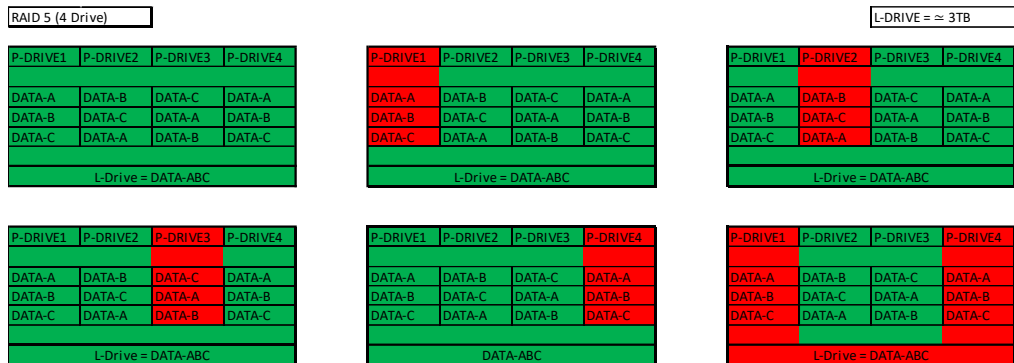 RAID 5 (4 Drive) L-DRIVE = ≃ 3TB
P-DRIVE1 P-DRIVE2 P-DRIVE3 P-DRIVE4
DATA-A DATA-B DATA-C DATA-A
DATA-B DATA-C DATA-A DATA-B
DATA-C DATA-A DATA-B DATA-C
L-Drive = DATA-ABC
P-DRIVE1 P-DRIVE2 P-DRIVE3 P-DRIVE4
DATA-A DATA-B DATA-C DATA-A
DATA-B DATA-C DATA-A DATA-B
DATA-C DATA-A DATA-B DATA-C
L-Drive = DATA-ABC
P-DRIVE1 P-DRIVE2 P-DRIVE3 P-DRIVE4
DATA-A DATA-B DATA-C DATA-A
DATA-B DATA-C DATA-A DATA-B
DATA-C DATA-A DATA-B DATA-C
L-Drive = DATA-ABC
P-DRIVE1 P-DRIVE2 P-DRIVE3 P-DRIVE4
DATA-A DATA-B DATA-C DATA-A
DATA-B DATA-C DATA-A DATA-B
DATA-C DATA-A DATA-B DATA-C
L-Drive = DATA-ABC
P-DRIVE1 P-DRIVE2 P-DRIVE3 P-DRIVE4
DATA-A DATA-B DATA-C DATA-A
DATA-B DATA-C DATA-A DATA-B
DATA-C DATA-A DATA-B DATA-C
DATA-ABC
P-DRIVE1 P-DRIVE2 P-DRIVE3 P-DRIVE4
DATA-A DATA-B DATA-C DATA-A
DATA-B DATA-C DATA-A DATA-B
DATA-C DATA-A DATA-B DATA-C
L-Drive = DATA-ABC